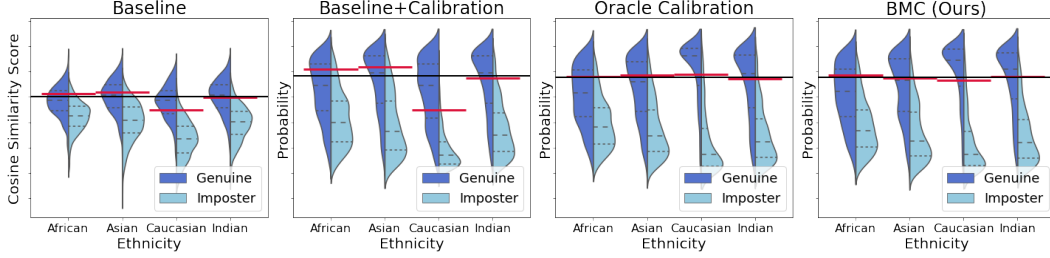 Baseline
Cosine Similarity Score
Genuine
Imposter
African Asian Caucasian Indian
Ethnicity
Baseline+Calibration
Probability
Genuine
Imposter
African Asian Caucasian Indian
Ethnicity
Oracle Calibration
Probability
Genuine
Imposter
African Asian Caucasian Indian
Ethnicity
BMC (Ours)
Probability
Genuine
Imposter
African Asian Caucasian Indian
Ethnicity